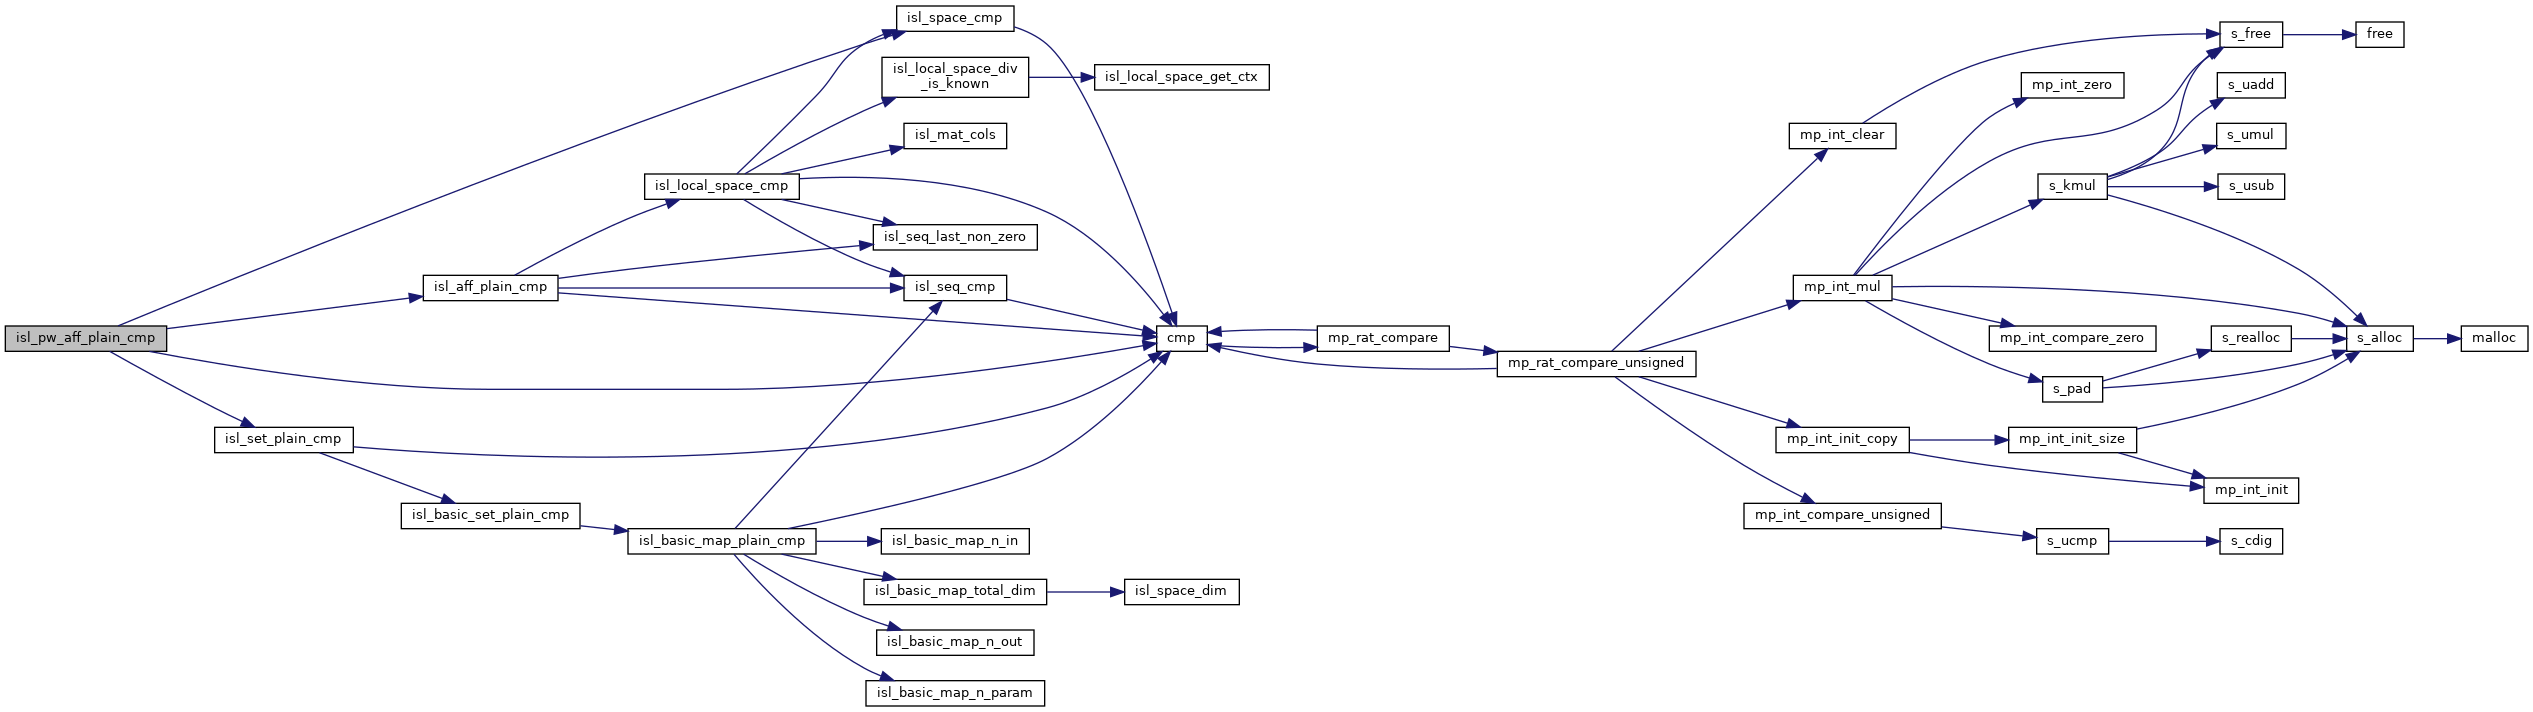 isl_pw_aff_plain_cmp
isl_set_plain_cmp
isl_aff_plain_cmp
isl_basic_set_plain_cmp
isl_local_space_cmp
isl_basic_map_plain_cmp
isl_space_cmp
isl_local_space_div
_is_known
isl_mat_cols
isl_seq_last_non_zero
isl_seq_cmp
isl_basic_map_n_in
isl_basic_map_total_dim
isl_basic_map_n_out
isl_basic_map_n_param
isl_local_space_get_ctx
cmp
isl_space_dim
mp_rat_compare
mp_rat_compare_unsigned
mp_int_clear
mp_int_mul
mp_int_init_copy
mp_int_compare_unsigned
mp_int_zero
s_kmul
mp_int_compare_zero
s_pad
mp_int_init_size
s_ucmp
s_free
s_uadd
s_umul
s_usub
s_realloc
mp_int_init
s_cdig
free
s_alloc
malloc